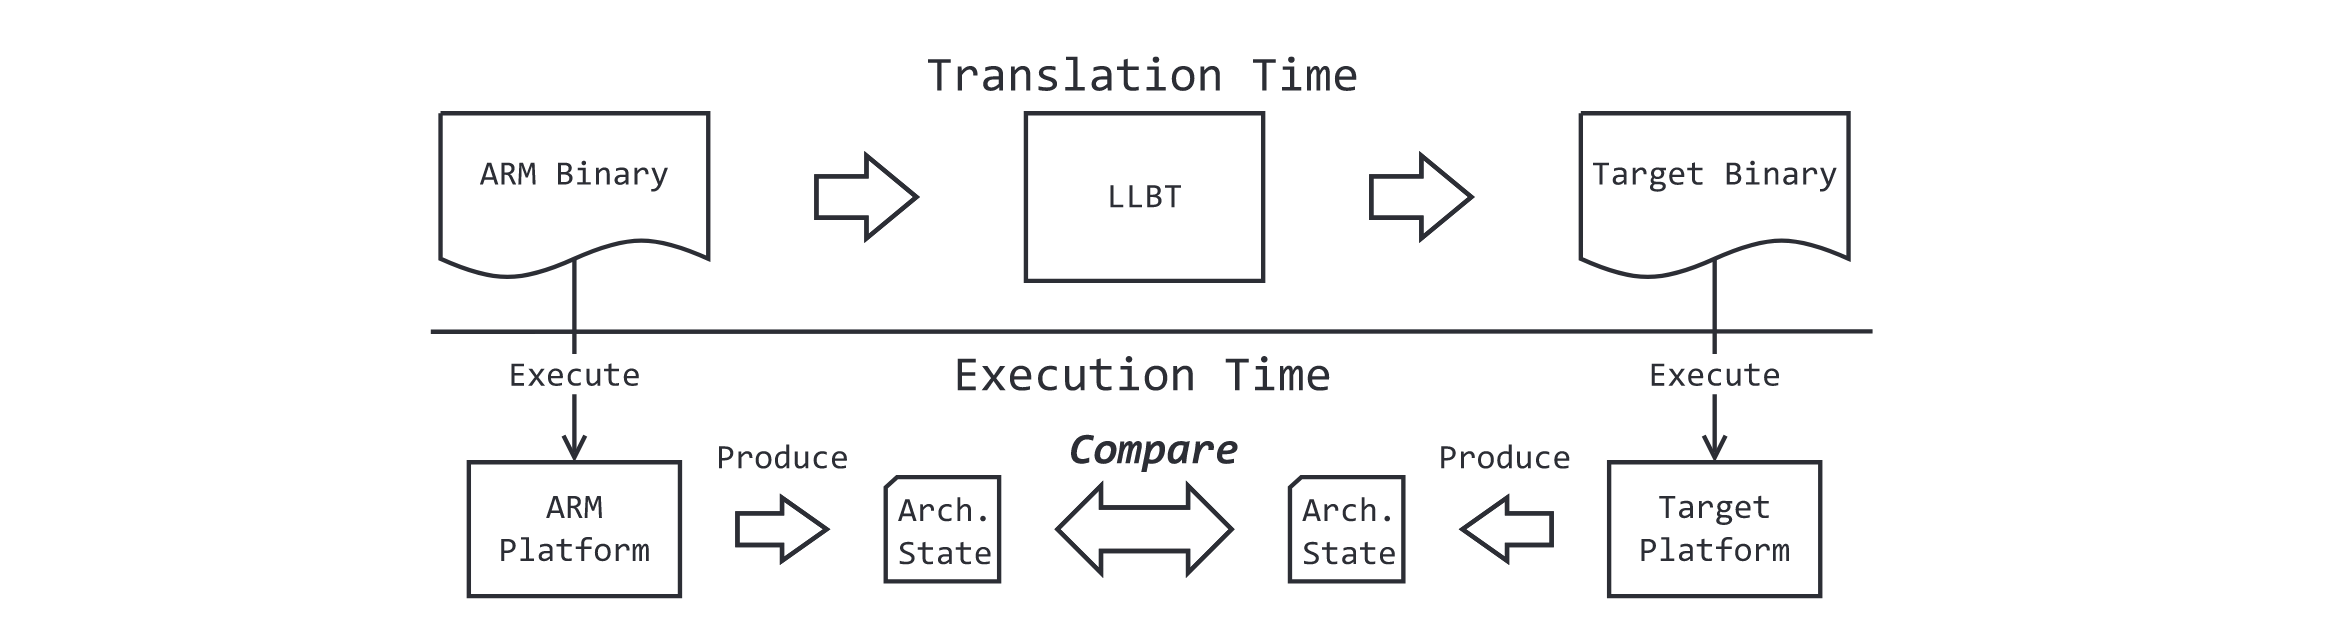 Translation Time
ARM Binary
LLBT
Target Binary
Execute
Execution Time
Execute
Produce
Compare
Produce
ARM
Platform
Arch.
State
Arch.
State
Target
Platform